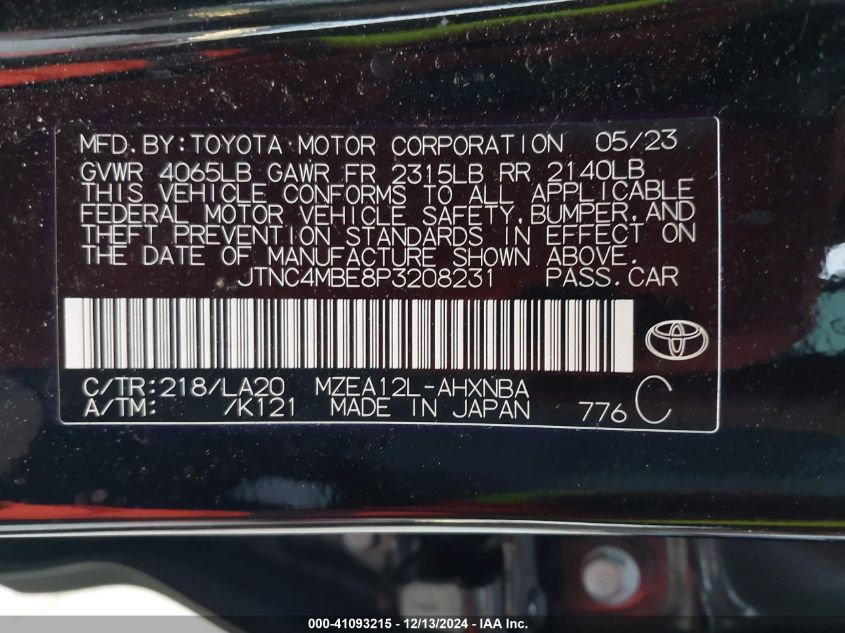 MFD.BY:TOYOTA MOTOR CORPORATION 05/23
GVWR 4065LB GAWR FR 2315LB RR 2140LB
THIS VEHICLE CONFORMS TO ALL APPLICABLE
FEDERAL MOTOR VEHICLE SAFETY,BUMPER,AND
THEFT PREVENTION STANDARDS IN EFFECT ON
THE DATE OF MANUFACTURE SHOWN ABOVE.
JTNC4MBE8P3208231 PASS.CAR
C/TR:218/LA20 MZEA12L-AHXNBA
A/TM: /K121 MADE IN JAPAN 776 C
000-41093215 - 12/13/2024 - IAA Inc.